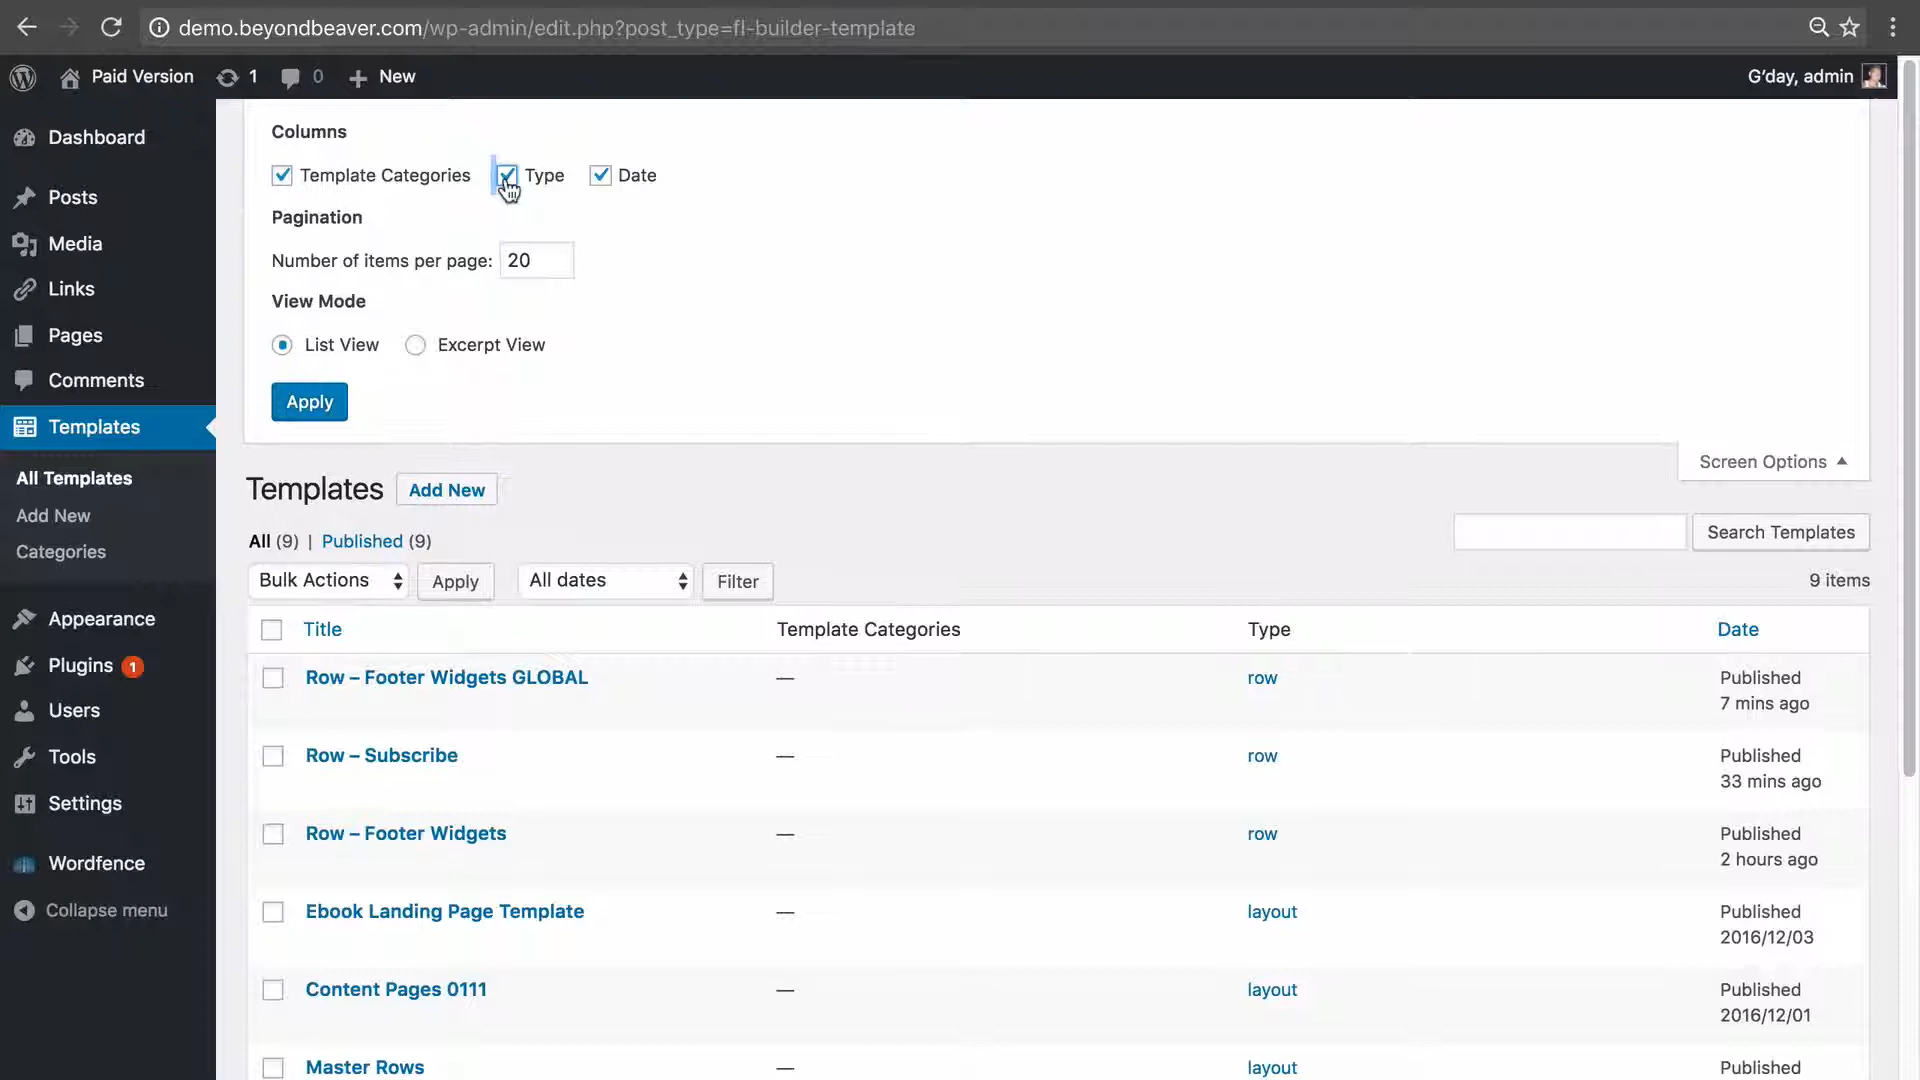 demo.beyondbeaver.com/wp-admin/edit.php?post_type=fl-builder-template
Paid Version 1 0 New G'day, admin
Dashboard
Posts
Media
Links
Pages
Comments
Templates
All Templates
Add New
Categories
Appearance
Plugins 1
Users
Tools
Settings
Wordfence
Collapse menu
Columns
Template Categories Type Date
Pagination
Number of items per page: 20
View Mode
List View Excerpt View
Apply
Screen Options
Templates Add New
All (9) | Published (9)
Search Templates
Bulk Actions Apply All dates Filter 9 items
Title Template Categories Type Date
Row – Footer Widgets GLOBAL — row Published
7 mins ago
Row – Subscribe — row Published
33 mins ago
Row – Footer Widgets — row Published
2 hours ago
Ebook Landing Page Template — layout Published
2016/12/03
Content Pages 0111 — layout Published
2016/12/01
Master Rows — layout Published